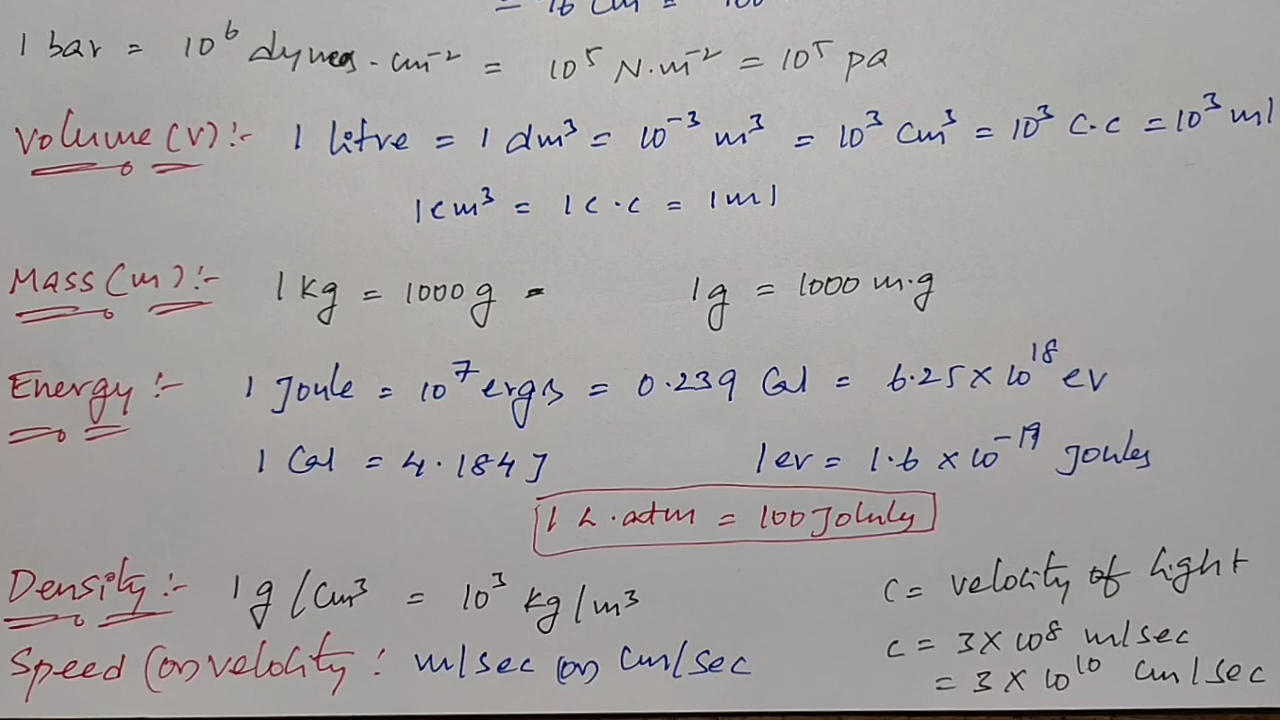 = 16 cm =
1 bar = 10⁶ dynes.cm⁻² = 10⁵ N.m⁻² = 10⁵ pa
Volume (V) :- 1 litre = 1 dm³ = 10⁻³ m³ = 10³ cm³ = 10³ C.C = 10³ ml
1 cm³ = 1 C.C = 1 ml
Mass (m) :- 1 kg = 1000 g - 1 g = 1000 m.g
Energy :- 1 Joule = 10⁷ ergs = 0.239 Cal = 6.25 × 10¹⁸ ev
1 Cal = 4.184 J 1 ev = 1.6 × 10⁻¹⁹ Joules
1 L.atm = 100 Joules
Density :- 1 g/cm³ = 10³ kg/m³ C = velocity of light
C = 3 × 10⁸ m/sec
Speed (or) velocity : m/sec (or) cm/sec = 3 × 10¹⁰ cm/sec